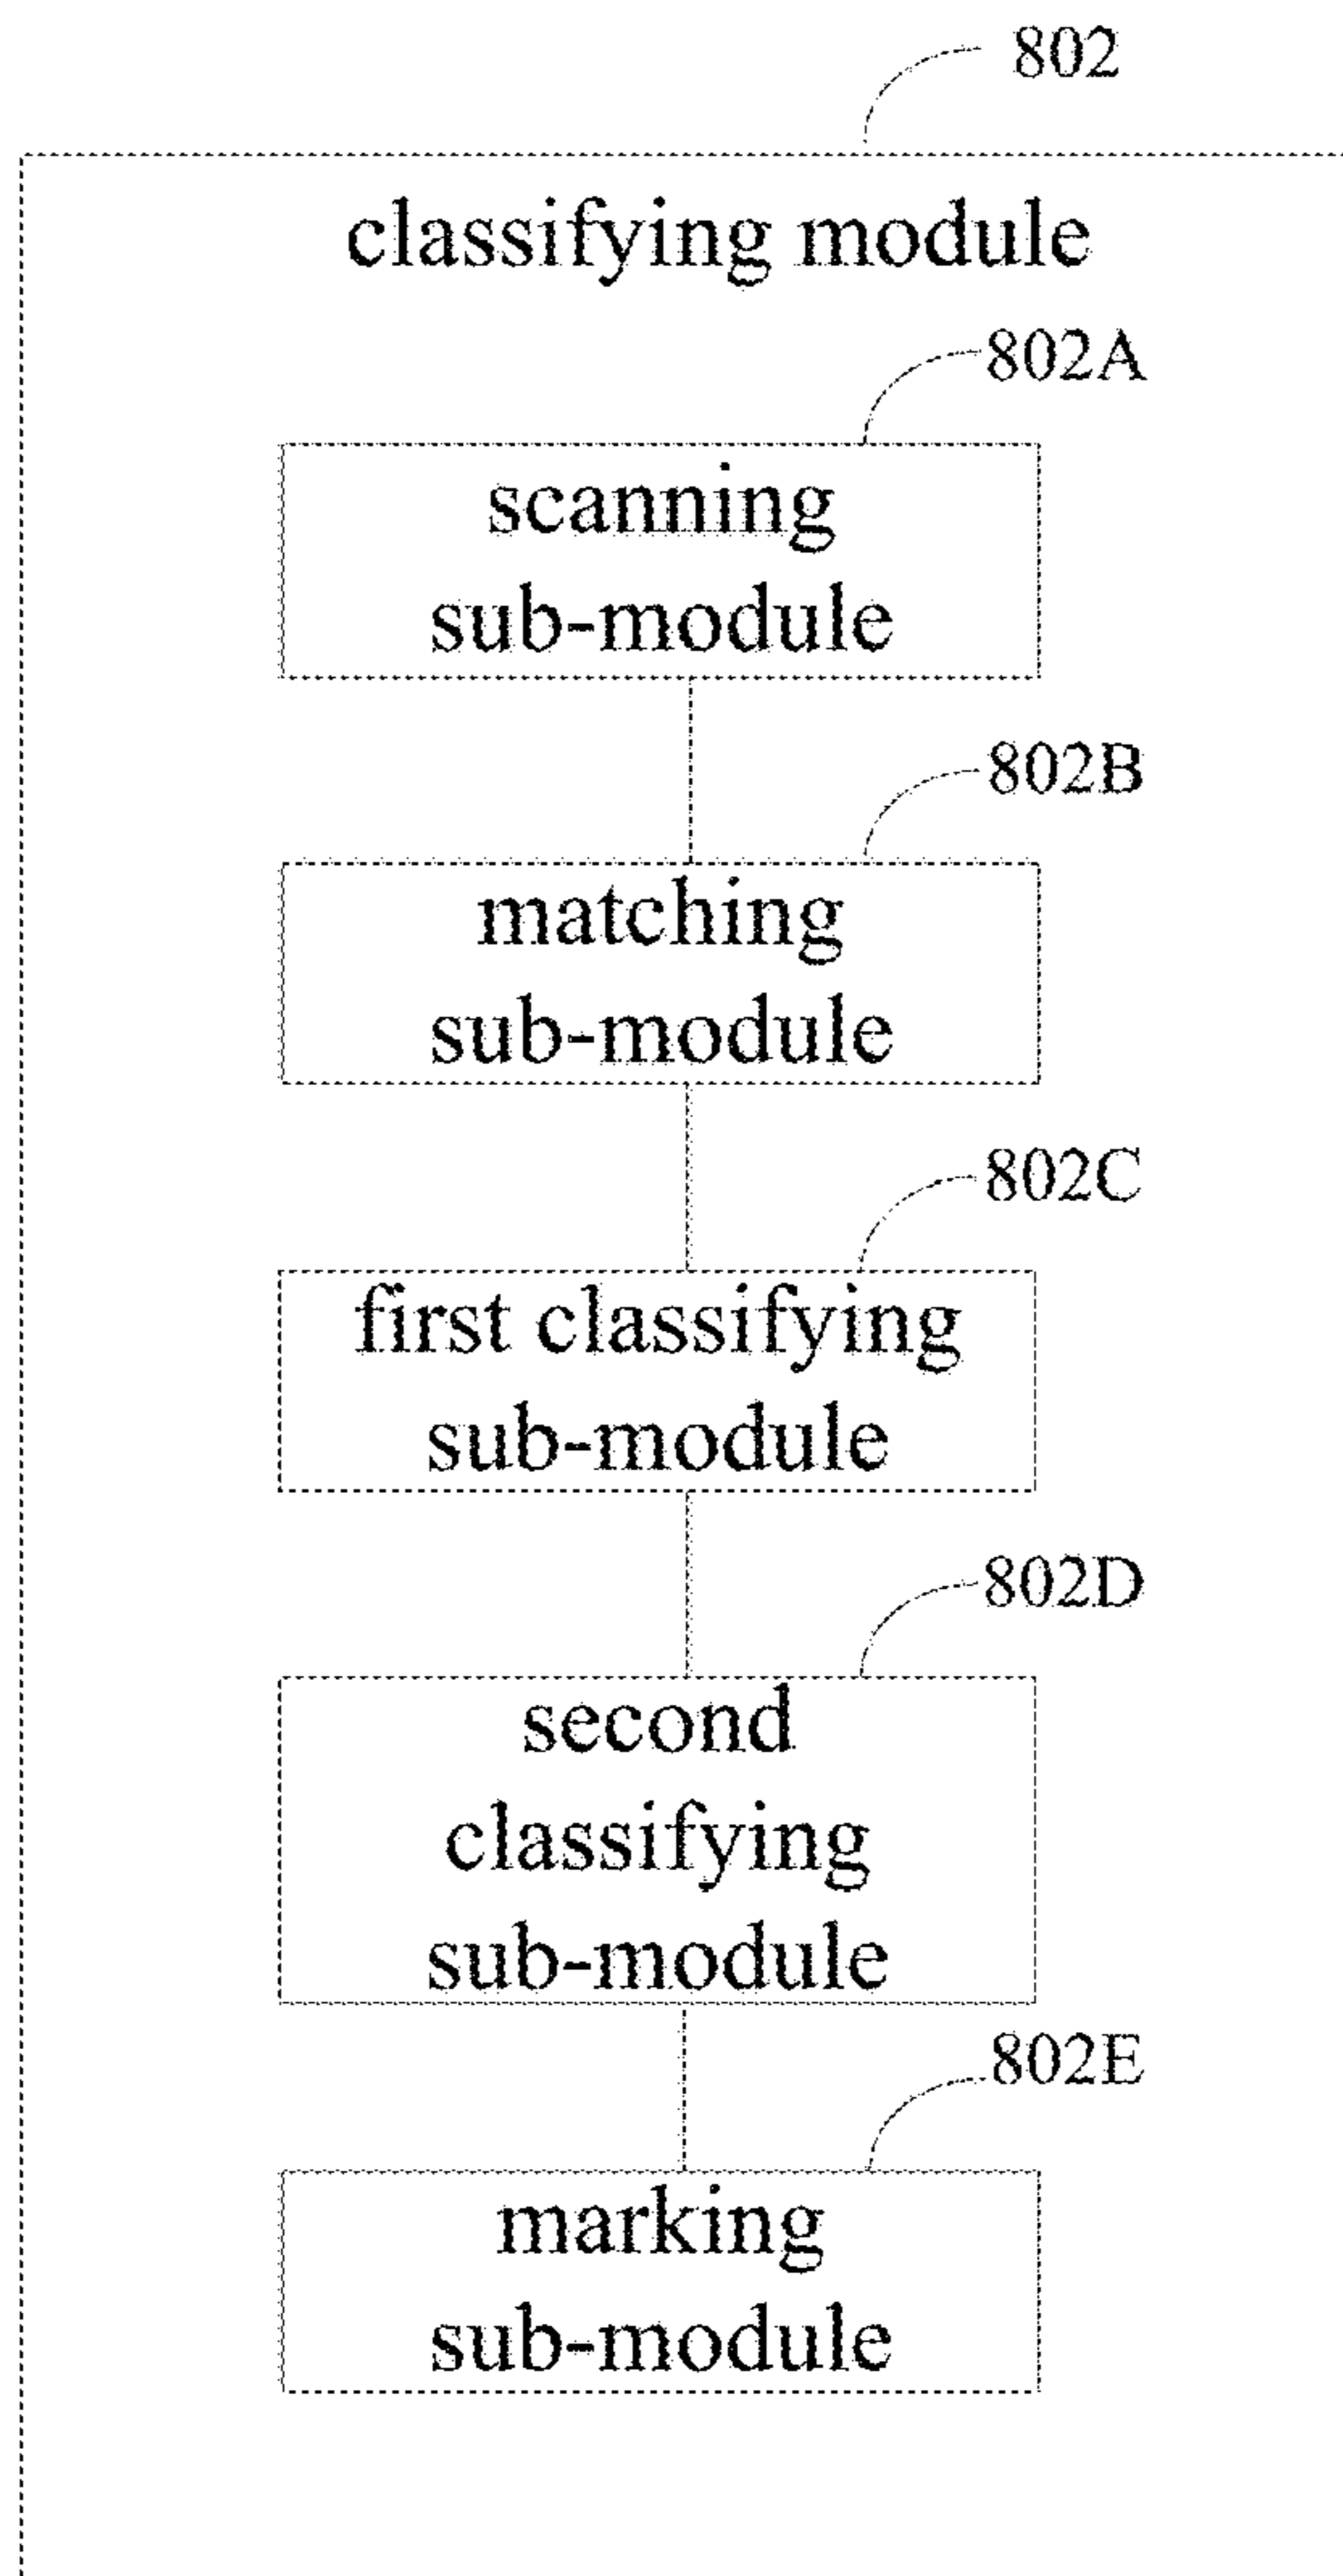 802
classifying module
802A
scanning
sub-module
802B
matching
sub-module
802C
first classifying
sub-module
802D
second
classifying
sub-module
802E
marking
sub-module